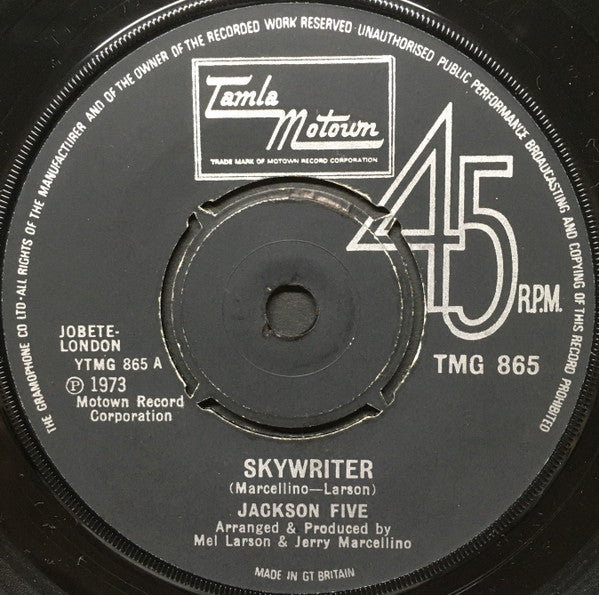 THE GRAMOPHONE CO LTD·ALL RIGHTS OF THE MANUFACTURER AND OF THE OWNER OF THE RECORDED WORK RESERVED·UNAUTHORISED PUBLIC PERFORMANCE BROADCASTING AND COPYING OF THIS RECORD PROHIBITED
Tamla
Motown
TRADE MARK OF MOTOWN RECORD CORPORATION
45 R.P.M.
JOBETE-
LONDON
YTMG 865 A
Ⓟ 1973
Motown Record
Corporation
TMG 865
SKYWRITER
(Marcellino—Larson)
JACKSON FIVE
Arranged & Produced by
Mel Larson & Jerry Marcellino
MADE IN GT BRITAIN